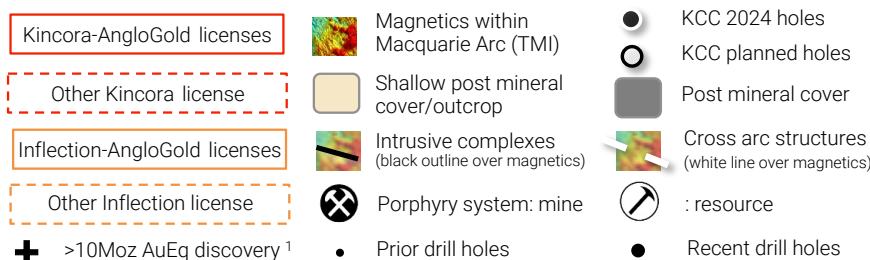 Kincora-AngloGold licenses
Other Kincora license
Inflection-AngloGold licenses
Other Inflection license
>10Moz AuEq discovery 1
Magnetics within
Macquarie Arc (TMI)
Shallow post mineral
cover/outcrop
Intrusive complexes
(black outline over magnetics)
Porphyry system: mine
Prior drill holes
KCC 2024 holes
KCC planned holes
Post mineral cover
Cross arc structures
(white line over magnetics)
: resource
Recent drill holes